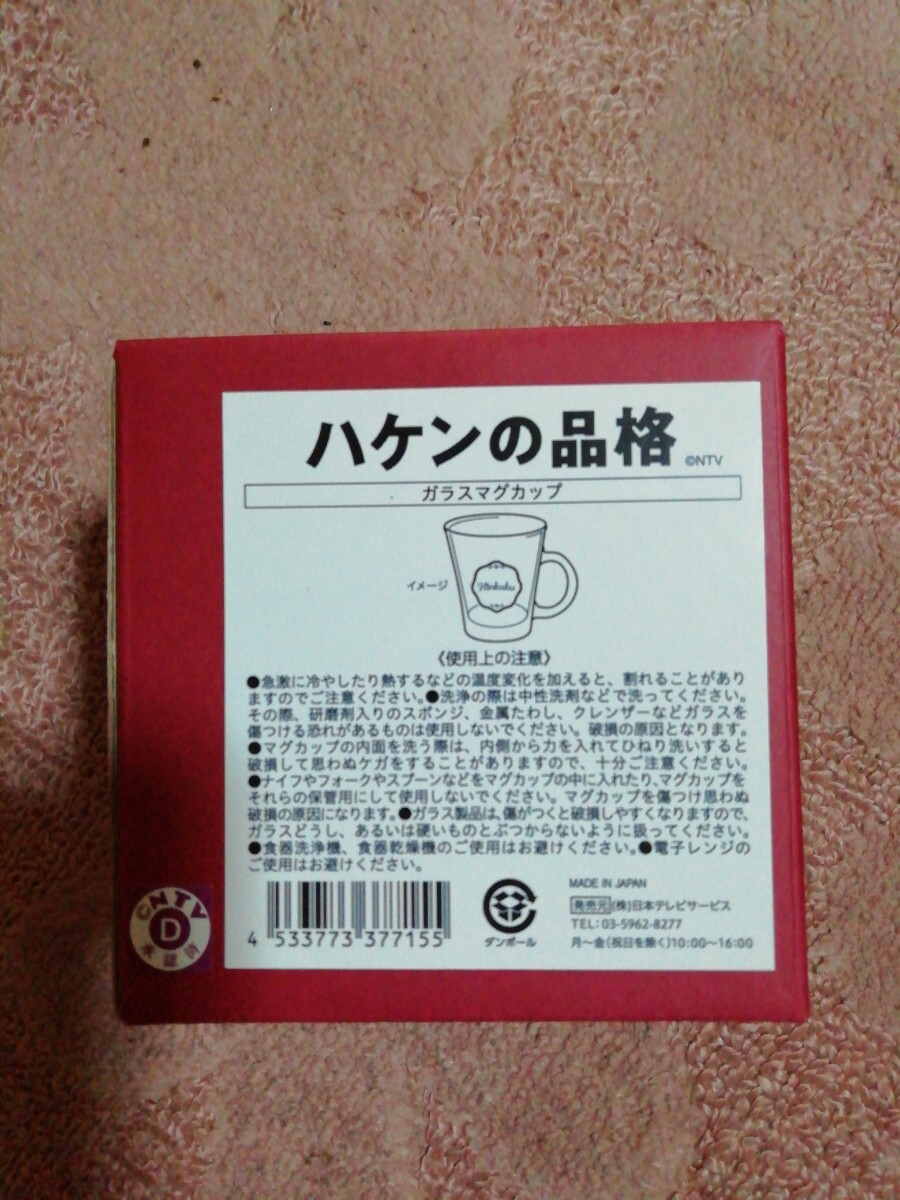 ハケンの品格
©NTV
ガラスマグカップ
イメージ
Hinkaku
《使用上の注意》
●急激に冷やしたり熱するなどの温度変化を加えると、割れることがあり
ますのでご注意ください。●洗浄の際は中性洗剤などで洗ってください。
その際、研磨剤入りのスポンジ、金属たわし、クレンザーなどガラスを
傷つける恐れがあるものは使用しないでください。破損の原因となります。
●マグカップの内面を洗う際は、内側から力を入れてひねり洗いすると
破損して思わぬケガをすることがありますので、十分ご注意ください。
●ナイフやフォークやスプーンなどをマグカップの中に入れたり、マグカップを
それらの保管用にして使用しないでください。マグカップを傷つけ思わぬ
破損の原因になります。●ガラス製品は、傷がつくと破損しやすくなりますので、
ガラスどうし、あるいは硬いものとぶつからないように扱ってください。
●食器洗浄機、食器乾燥機のご使用はお避けください。●電子レンジの
ご使用はお避けください。
4 533773 377155
ダンボール
MADE IN JAPAN
発売元 (株)日本テレビサービス
TEL:03-5962-8277
月～金(祝日を除く)10:00～16:00
©NTV
D